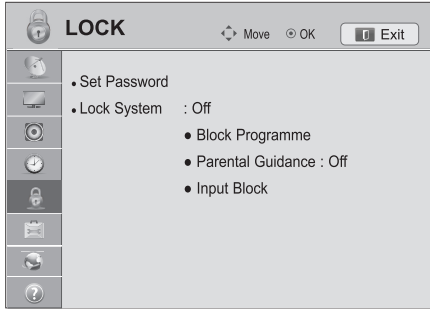 LOCK Move OK Exit
• Set Password
• Lock System : Off
● Block Programme
● Parental Guidance : Off
● Input Block
?